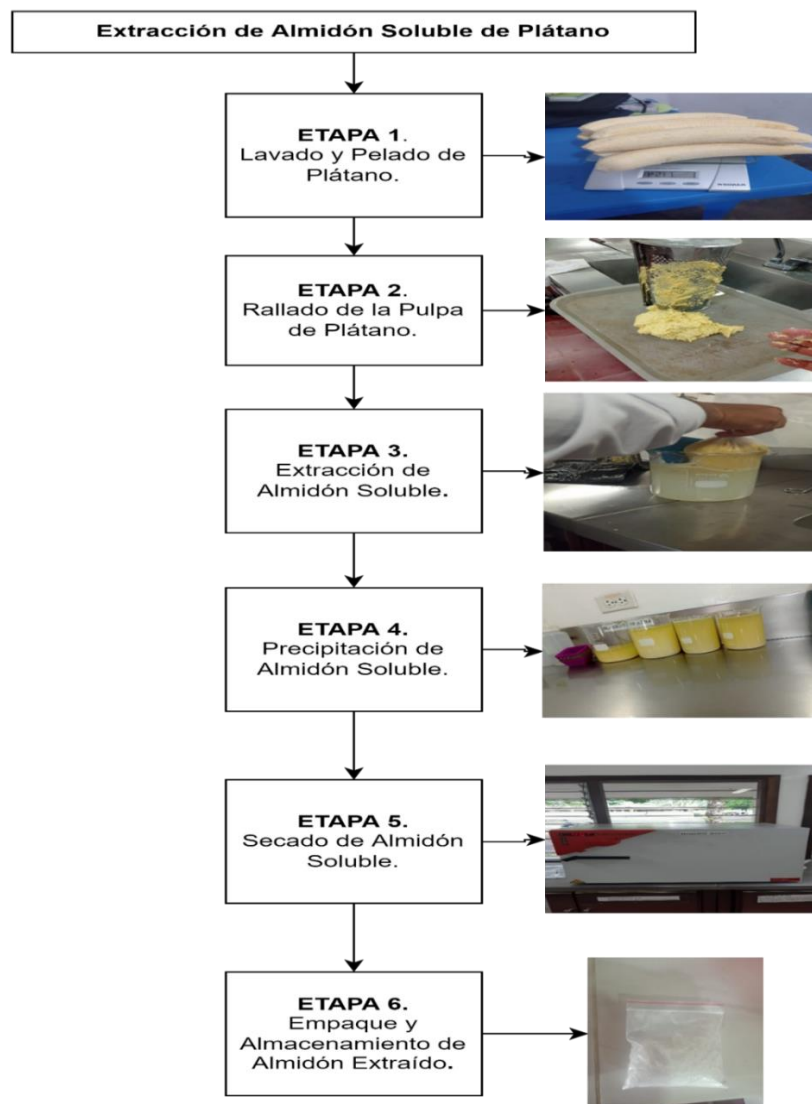 Extracción de Almidón Soluble de Plátano
ETAPA 1.
Lavado y Pelado de
Plátano.
ETAPA 2.
Rallado de la Pulpa
de Plátano.
ETAPA 3.
Extracción de
Almidón Soluble.
ETAPA 4.
Precipitación de
Almidón Soluble.
ETAPA 5.
Secado de Almidón
Soluble.
ETAPA 6.
Empaque y
Almacenamiento de
Almidón Extraído.